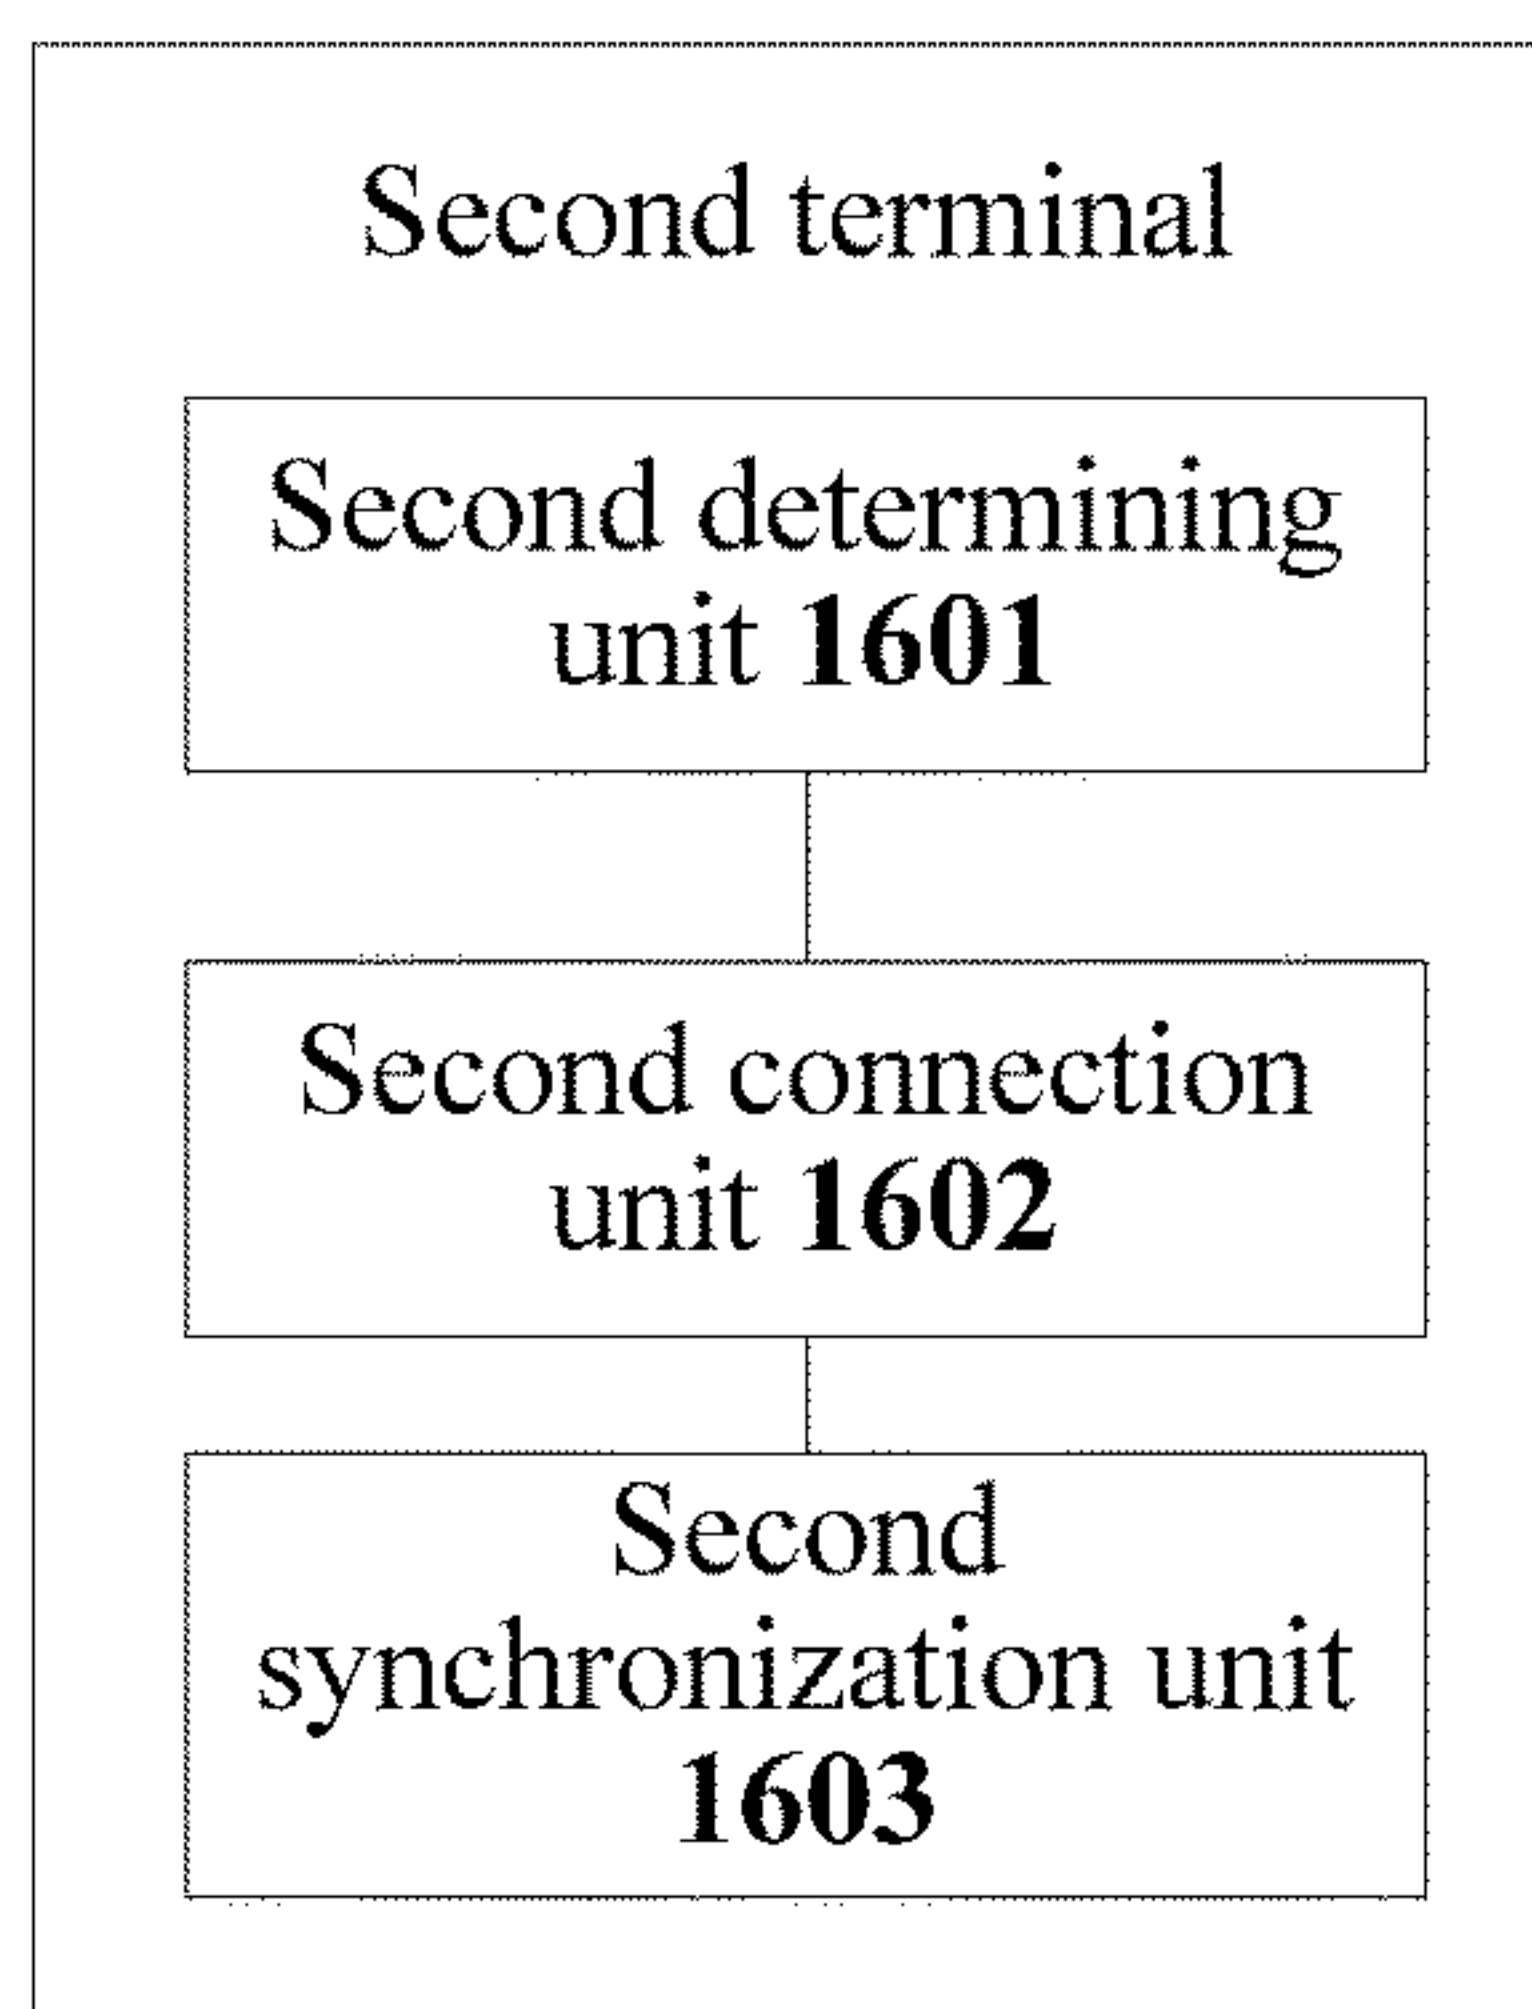 Second terminal
Second determining
unit 1601
Second connection
unit 1602
Second
synchronization unit
1603